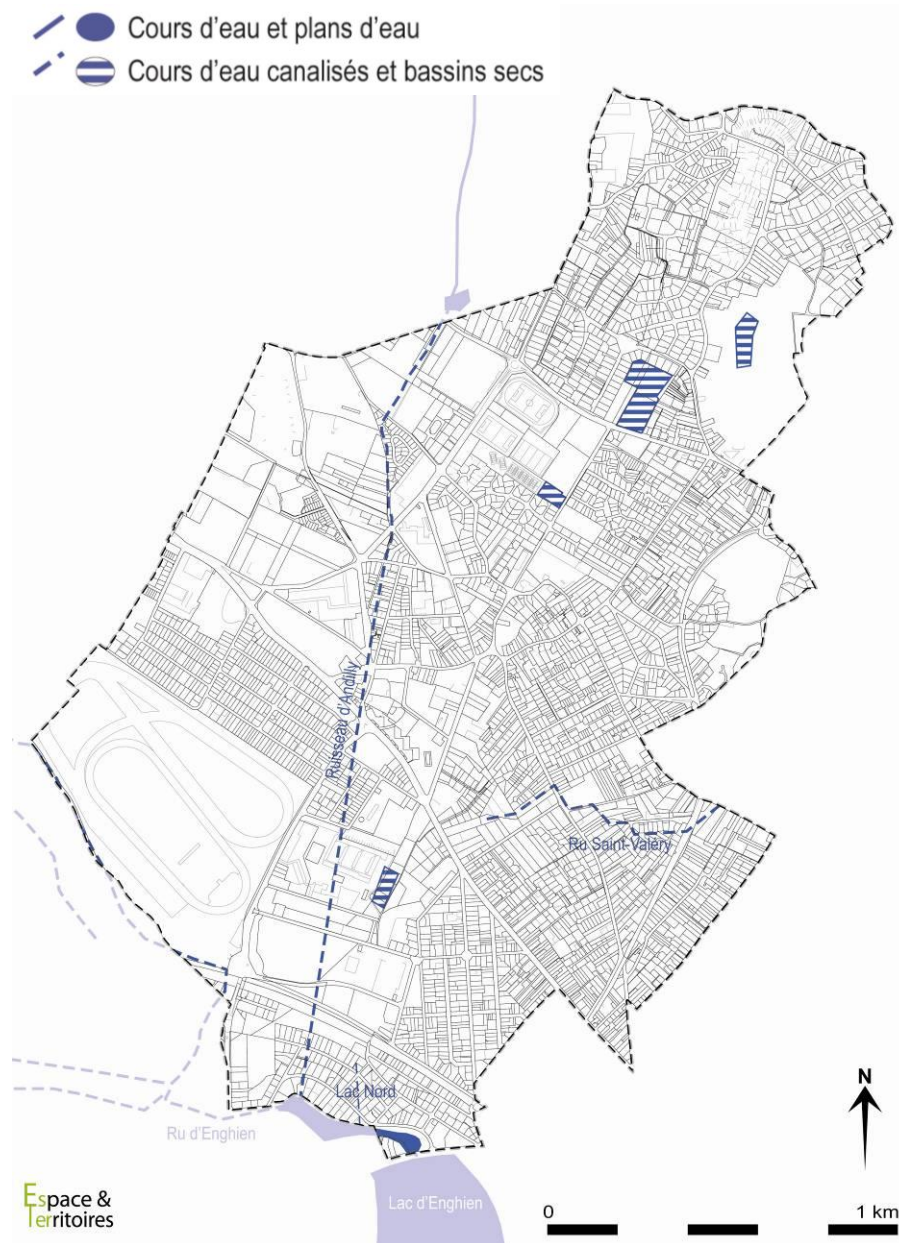 Cours d'eau et plans d'eau
Cours d'eau canalisés et bassins secs
Ruisseau d'Andilly
Ru Saint-Valéry
Lac Nord
Ru d'Enghien
Lac d'Enghien
N
0 1 km
Espace &
Territoires